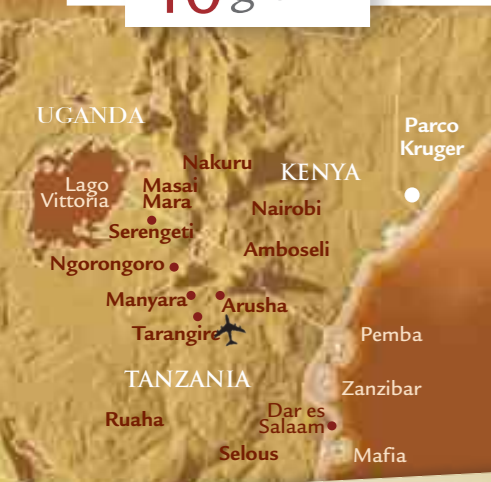 10
UGANDA
Parco
Kruger
Nakuru
KENYA
Lago
Vittoria
Masai
Mara
Nairobi
Serengeti
Amboseli
Ngorongoro
Manyara
Arusha
Tarangire
Pemba
TANZANIA
Zanzibar
Ruaha
Dar es
Salaam
Selous
Mafia